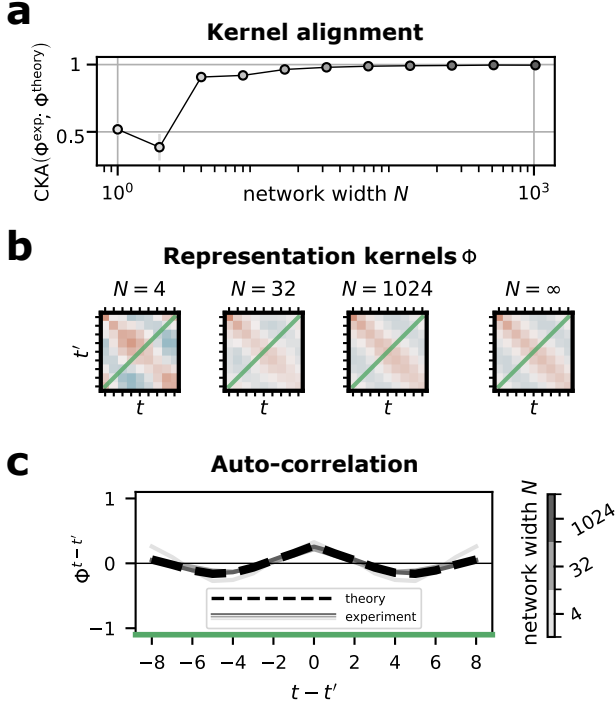 a
Kernel alignment
CKA(Φ^exp.; Φ^theory)
1
0.5
10^0
network width N
10^3
b
Representation kernels Φ
N = 4
N = 32
N = 1024
N = ∞
t′
t
t
t
t
c
Auto-correlation
Φ^{t−t′}
1
0
−1
theory
experiment
−8
−6
−4
−2
0
2
4
6
8
t − t′
network width N
1024
32
4